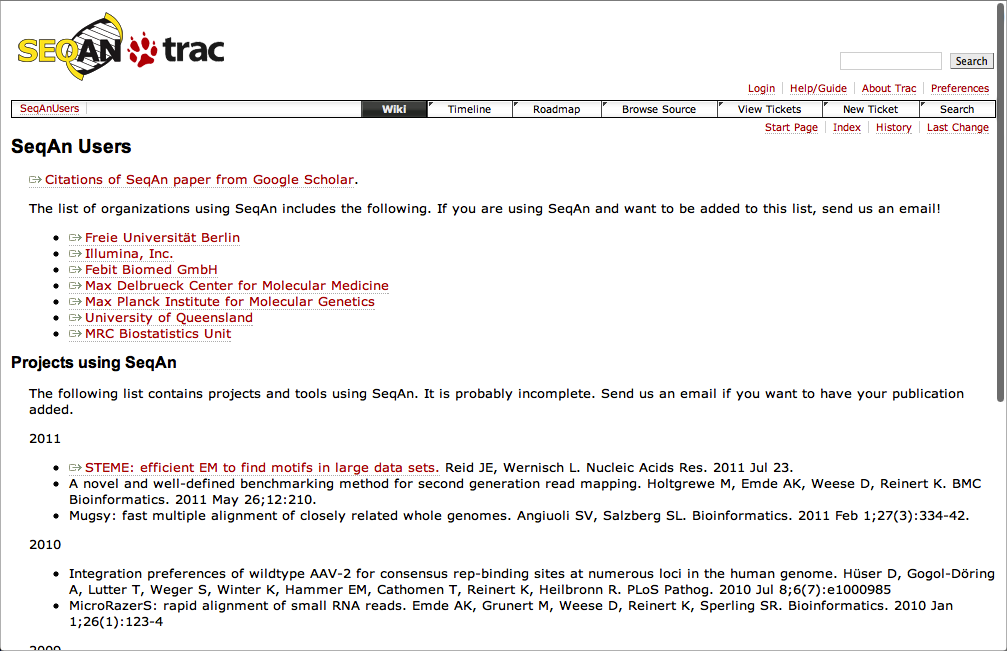 SEQAN trac
Search
Login Help/Guide About Trac Preferences
SeqAnUsers Wiki Timeline Roadmap Browse Source View Tickets New Ticket Search
Start Page Index History Last Change
SeqAn Users
Citations of SeqAn paper from Google Scholar.
The list of organizations using SeqAn includes the following. If you are using SeqAn and want to be added to this list, send us an email!
Freie Universität Berlin
Illumina, Inc.
Febit Biomed GmbH
Max Delbrueck Center for Molecular Medicine
Max Planck Institute for Molecular Genetics
University of Queensland
MRC Biostatistics Unit
Projects using SeqAn
The following list contains projects and tools using SeqAn. It is probably incomplete. Send us an email if you want to have your publication
added.
2011
STEME: efficient EM to find motifs in large data sets. Reid JE, Wernisch L. Nucleic Acids Res. 2011 Jul 23.
A novel and well-defined benchmarking method for second generation read mapping. Holtgrewe M, Emde AK, Weese D, Reinert K. BMC
Bioinformatics. 2011 May 26;12:210.
Mugsy: fast multiple alignment of closely related whole genomes. Angiuoli SV, Salzberg SL. Bioinformatics. 2011 Feb 1;27(3):334-42.
2010
Integration preferences of wildtype AAV-2 for consensus rep-binding sites at numerous loci in the human genome. Hüser D, Gogol-Döring
A, Lutter T, Weger S, Winter K, Hammer EM, Cathomen T, Reinert K, Heilbronn R. PLoS Pathog. 2010 Jul 8;6(7):e1000985
MicroRazerS: rapid alignment of small RNA reads. Emde AK, Grunert M, Weese D, Reinert K, Sperling SR. Bioinformatics. 2010 Jan
1;26(1):123-4